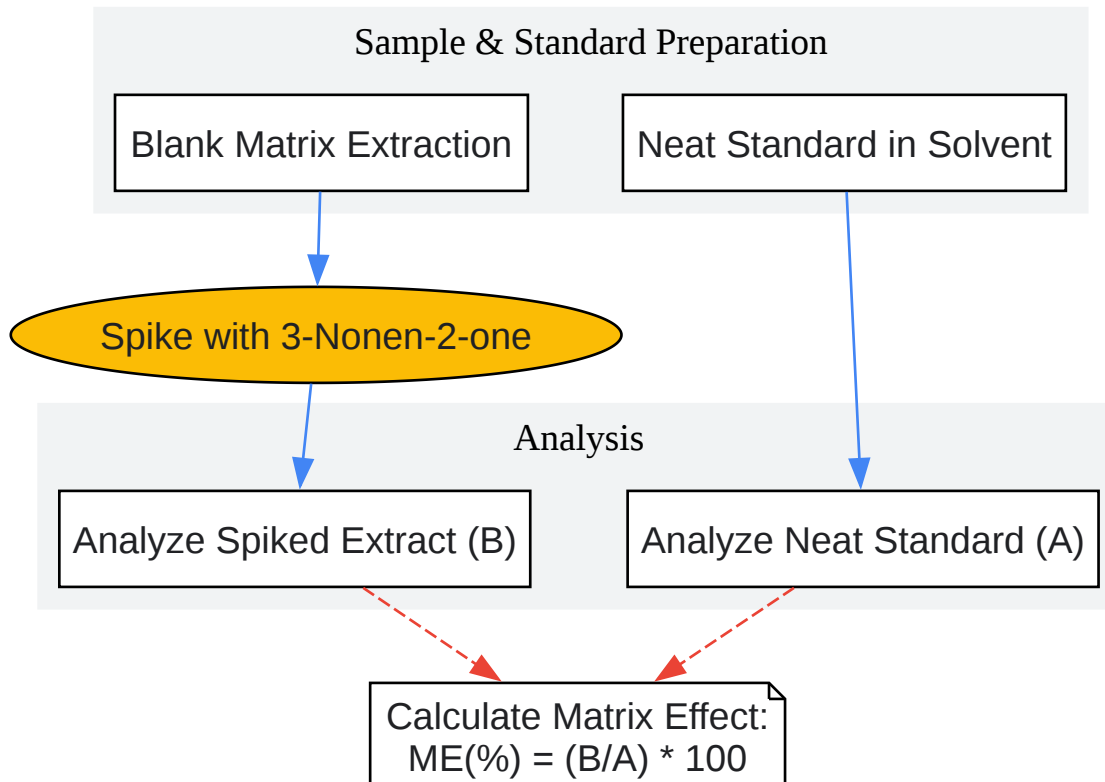 Sample & Standard Preparation
Blank Matrix Extraction
Neat Standard in Solvent
Spike with 3-Nonen-2-one
Analysis
Analyze Spiked Extract (B)
Analyze Neat Standard (A)
Calculate Matrix Effect:
ME(%) = (B/A) * 100